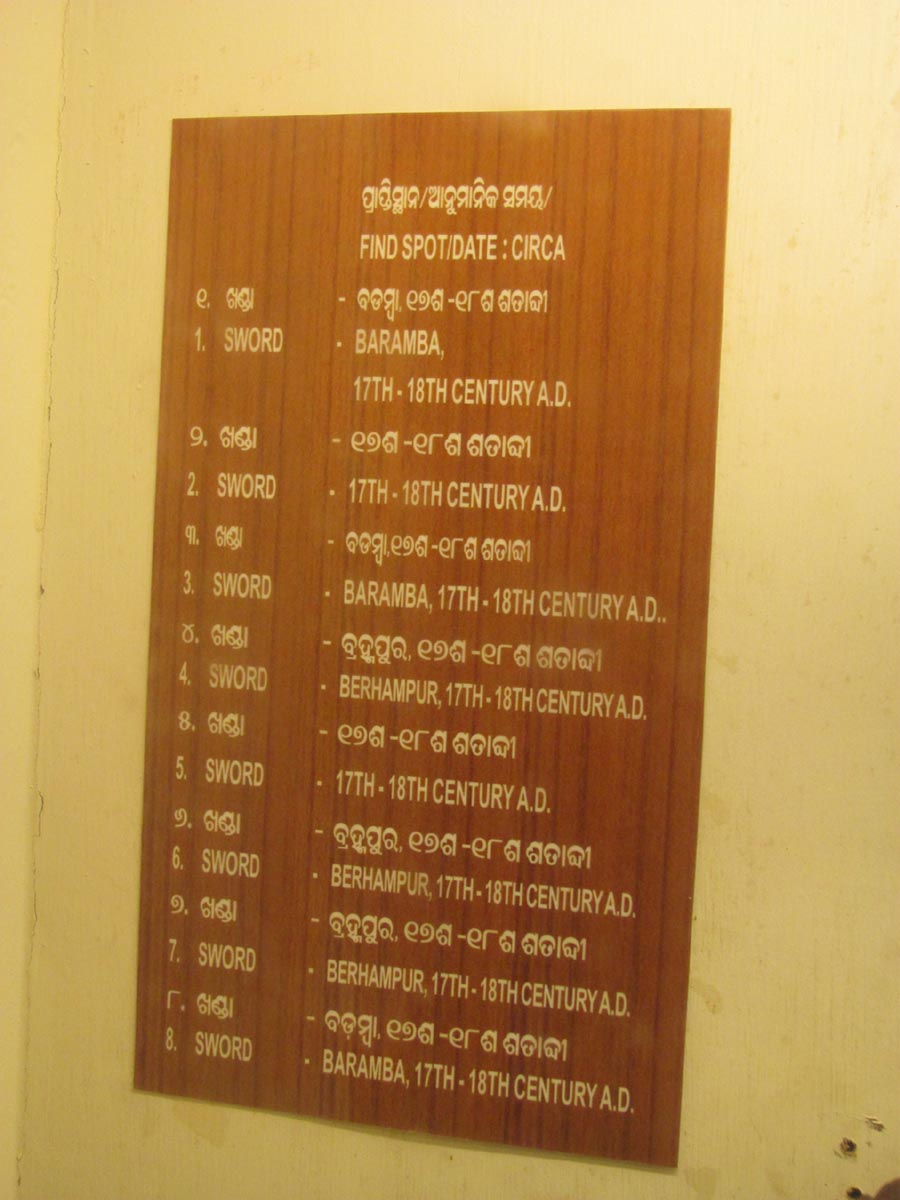 ପ୍ରାପ୍ତିସ୍ଥାନ/ଆନୁମାନିକ ସମୟ/
FIND SPOT/DATE : CIRCA
୧. ଖଣ୍ଡା - ବଡମ୍ବା, ୧୭ଶ -୧୮ଶ ଶତାବ୍ଦୀ
1. SWORD - BARAMBA,
17TH - 18TH CENTURY A.D.
୨. ଖଣ୍ଡା - ୧୭ଶ -୧୮ଶ ଶତାବ୍ଦୀ
2. SWORD - 17TH - 18TH CENTURY A.D.
୩. ଖଣ୍ଡା - ବଡମ୍ବା,୧୭ଶ -୧୮ଶ ଶତାବ୍ଦୀ
3. SWORD - BARAMBA, 17TH - 18TH CENTURY A.D..
୪. ଖଣ୍ଡା - ବ୍ରହ୍ମପୁର, ୧୭ଶ -୧୮ଶ ଶତାବ୍ଦୀ
4. SWORD - BERHAMPUR, 17TH - 18TH CENTURY A.D.
୫. ଖଣ୍ଡା - ୧୭ଶ -୧୮ଶ ଶତାବ୍ଦୀ
5. SWORD - 17TH - 18TH CENTURY A.D.
୬. ଖଣ୍ଡା - ବ୍ରହ୍ମପୁର, ୧୭ଶ -୧୮ଶ ଶତାବ୍ଦୀ
6. SWORD - BERHAMPUR, 17TH - 18TH CENTURY A.D.
୭. ଖଣ୍ଡା - ବ୍ରହ୍ମପୁର, ୧୭ଶ -୧୮ଶ ଶତାବ୍ଦୀ
7. SWORD - BERHAMPUR, 17TH - 18TH CENTURY A.D.
୮. ଖଣ୍ଡା - ବଡ଼ମ୍ବା, ୧୭ଶ -୧୮ଶ ଶତାବ୍ଦୀ
8. SWORD - BARAMBA, 17TH - 18TH CENTURY A.D.